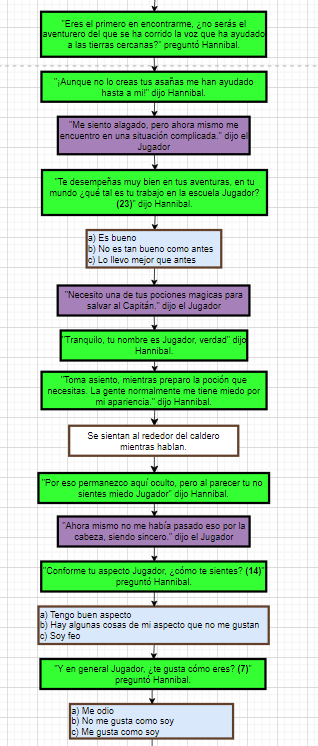 "Eres el primero en encontrarme, ¿no serás el
aventurero del que se ha corrido la voz que ha ayudado
a las tierras cercanas?" preguntó Hannibal.
"¡Aunque no lo creas tus asañas me han ayudado
hasta a mi!" dijo Hannibal.
"Me siento alagado, pero ahora mismo me
encuentro en una situación complicada." dijo el
Jugador
"Te desempeñas muy bien en tus aventuras, en tu
mundo ¿qué tal es tu trabajo en la escuela Jugador?
(23)" dijo Hannibal.
a) Es bueno
b) No es tan bueno como antes
c) Lo llevo mejor que antes
"Necesito una de tus pociones magicas para
salvar al Capitán." dijo el Jugador
"Tranquilo, tu nombre es Jugador, verdad" dijo
Hannibal.
"Toma asiento, mientras preparo la poción que
necesitas. La gente normalmente me tiene miedo por
mi apariencia." dijo Hannibal.
Se sientan al rededor del caldero
mientras hablan.
"Por eso permanezco aquí oculto, pero al parecer tu no
sientes miedo Jugador" dijo Hannibal.
"Ahora mismo no me había pasado eso por la
cabeza, siendo sincero." dijo el Jugador
"Conforme tu aspecto Jugador, ¿cómo te sientes? (14)"
preguntó Hannibal.
a) Tengo buen aspecto
b) Hay algunas cosas de mi aspecto que no me gustan
c) Soy feo
"Y en general Jugador, ¿te gusta cómo eres? (7)"
preguntó Hannibal.
a) Me odio
b) No me gusta como soy
c) Me gusta como soy